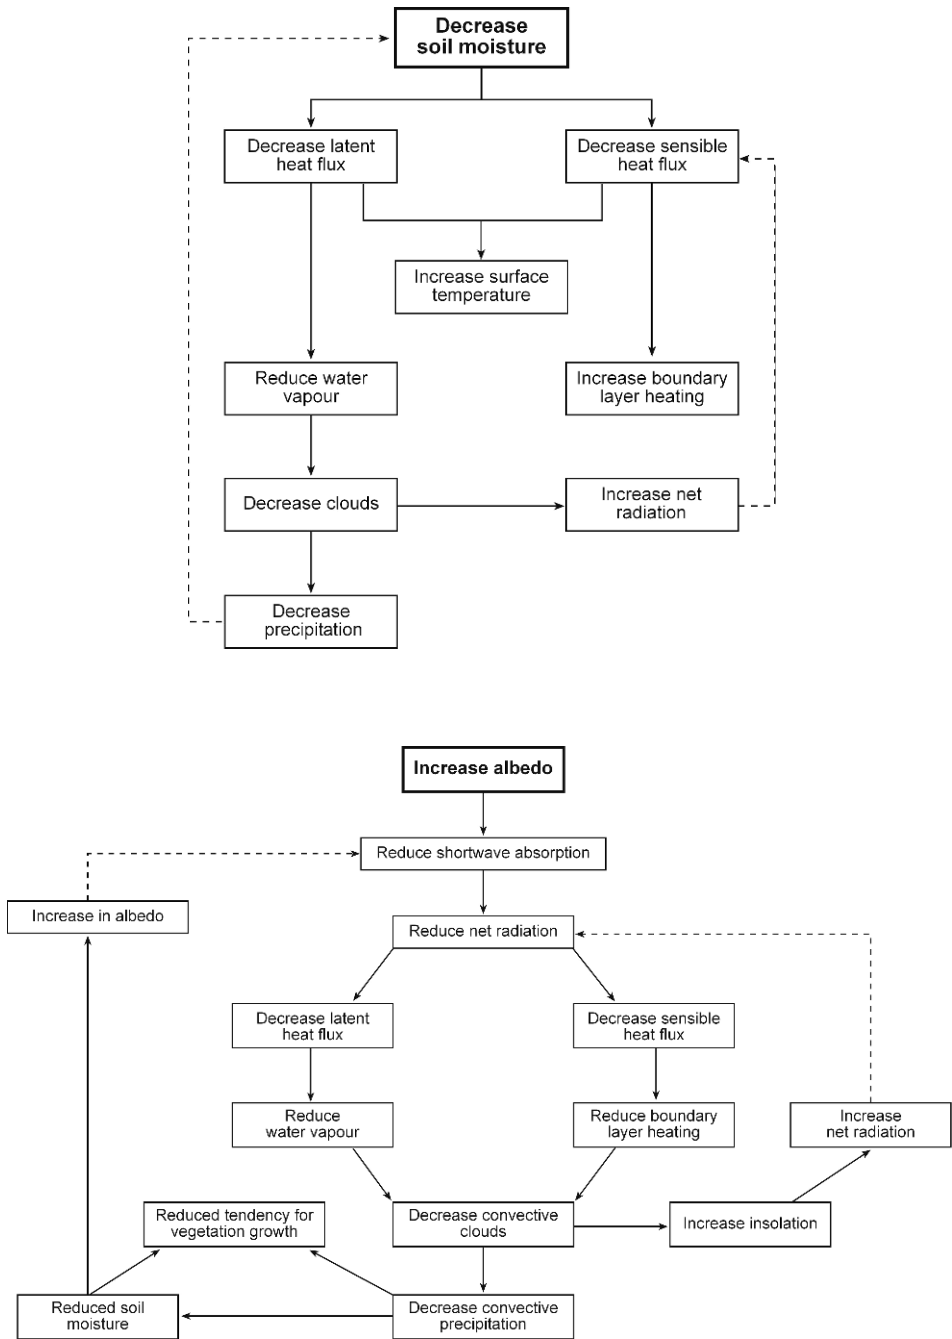 Decrease
soil moisture
Decrease latent
heat flux
Decrease sensible
heat flux
Increase surface
temperature
Reduce water
vapour
Increase boundary
layer heating
Decrease clouds
Increase net
radiation
Decrease
precipitation
Increase albedo
Reduce shortwave absorption
Increase in albedo
Reduce net radiation
Decrease latent
heat flux
Decrease sensible
heat flux
Reduce
water vapour
Reduce boundary
layer heating
Increase
net radiation
Reduced tendency for
vegetation growth
Decrease convective
clouds
Increase insolation
Reduced soil
moisture
Decrease convective
precipitation